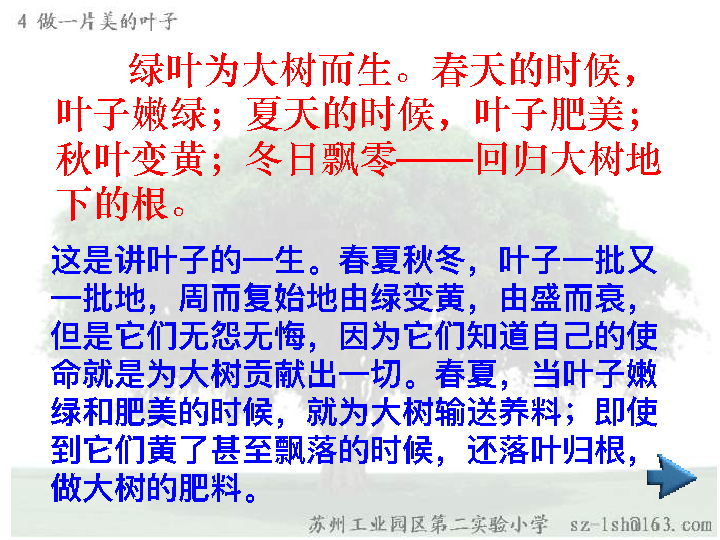 4 做一片美的叶子
绿叶为大树而生。春天的时候，
叶子嫩绿；夏天的时候，叶子肥美；
秋叶变黄；冬日飘零——回归大树地
下的根。
这是讲叶子的一生。春夏秋冬，叶子一批又
一批地，周而复始地由绿变黄，由盛而衰，
但是它们无怨无悔，因为它们知道自己的使
命就是为大树贡献出一切。春夏，当叶子嫩
绿和肥美的时候，就为大树输送养料；即使
到它们黄了甚至飘落的时候，还落叶归根，
做大树的肥料。
苏州工业园区第二实验小学 sz-lsh@163.com